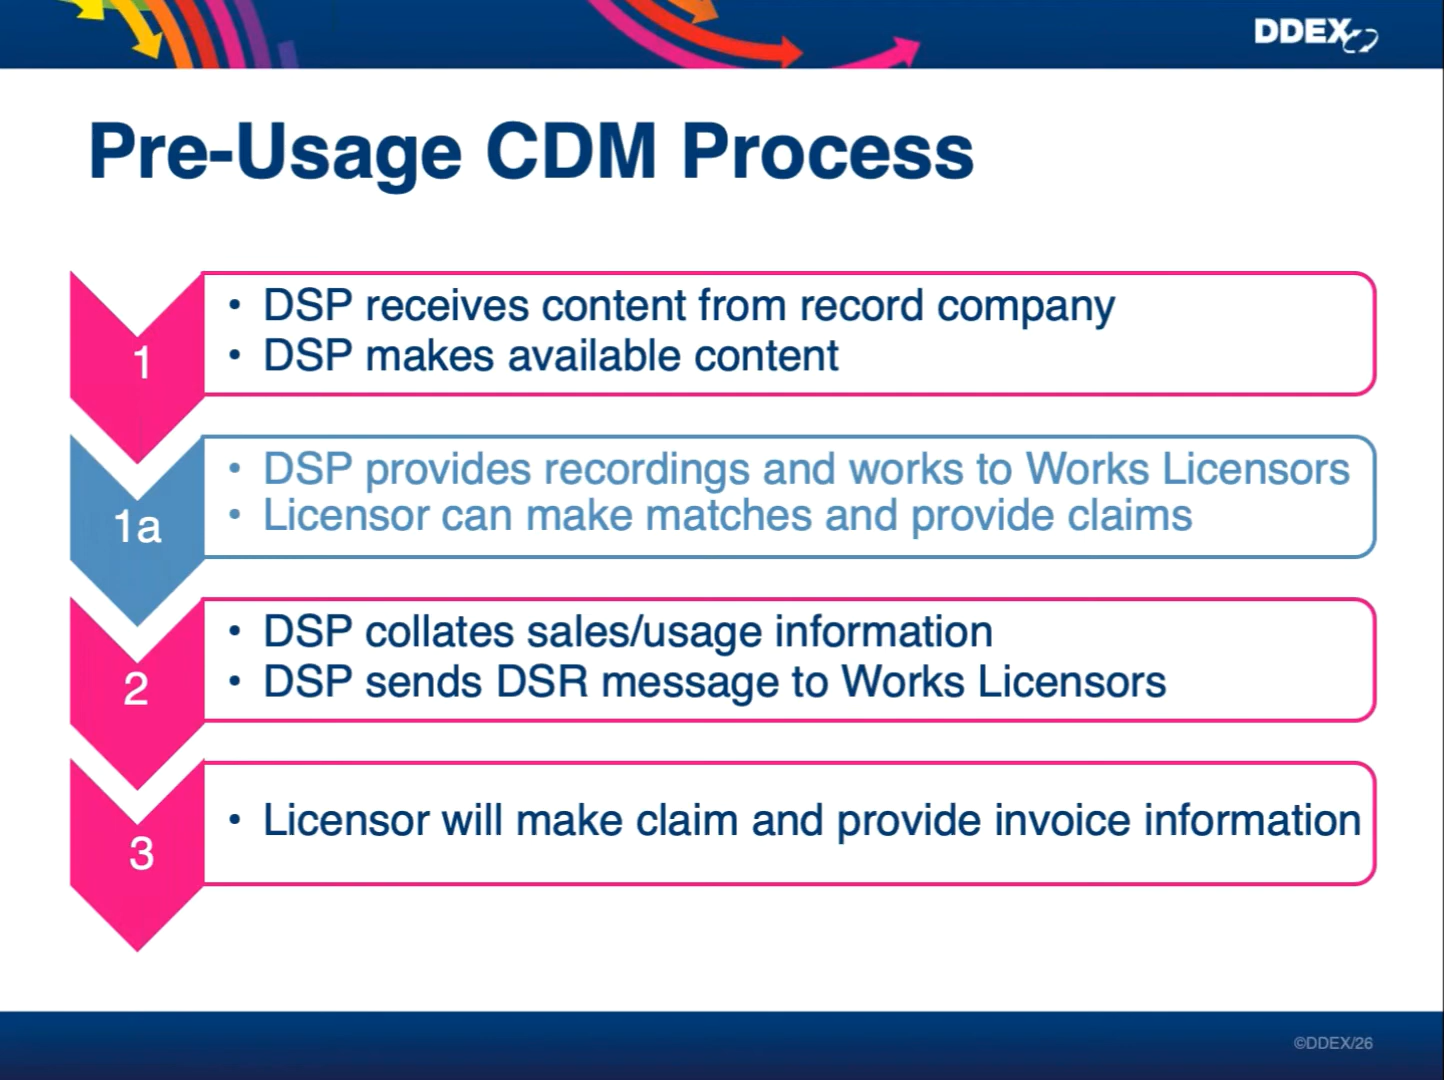 DDEX
Pre-Usage CDM Process
1
• DSP receives content from record company
• DSP makes available content
1a
• DSP provides recordings and works to Works Licensors
• Licensor can make matches and provide claims
2
• DSP collates sales/usage information
• DSP sends DSR message to Works Licensors
3
• Licensor will make claim and provide invoice information
©DDEX/26